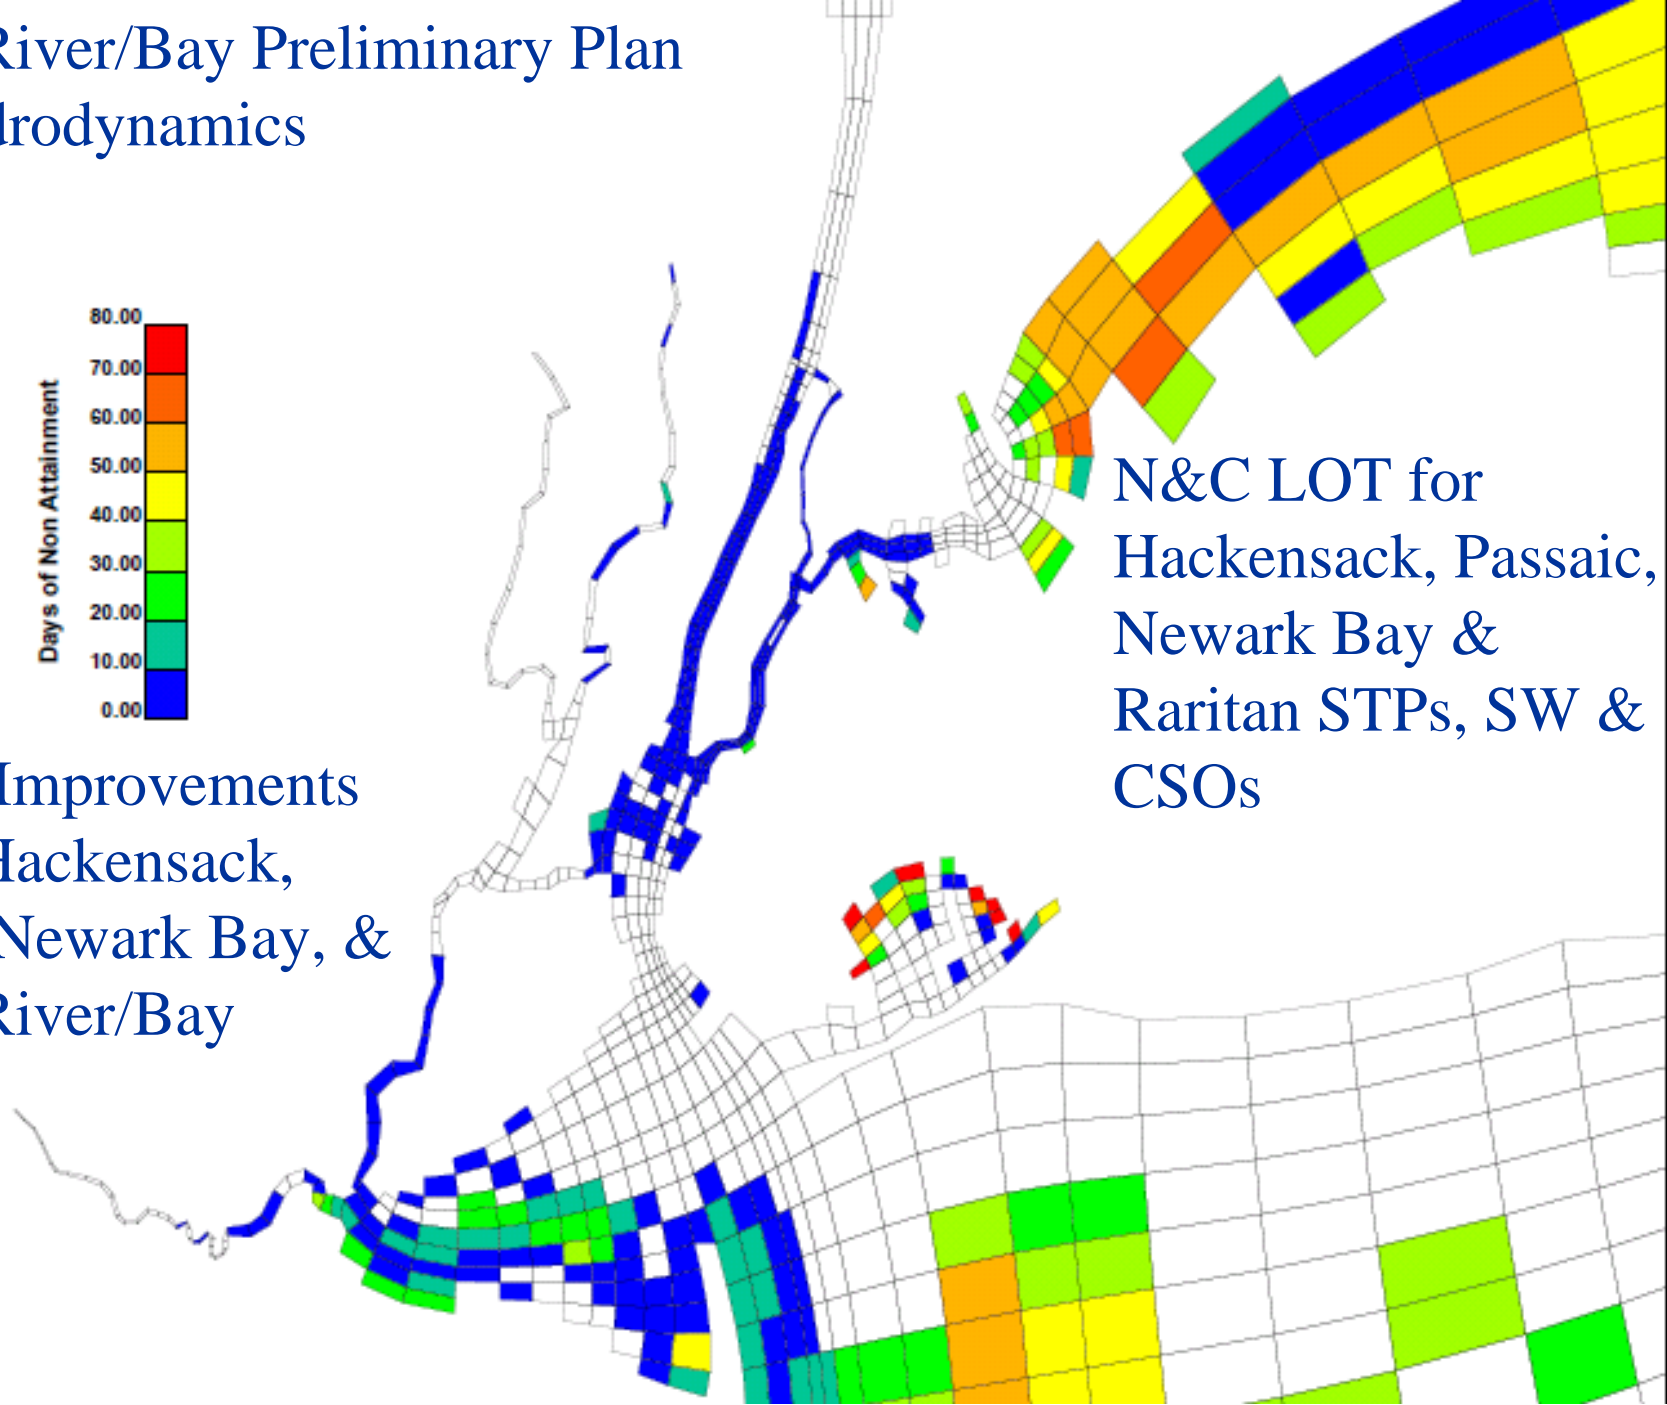 River/Bay Preliminary Plan
drodynamics
80.00
70.00
60.00
50.00
40.00
30.00
20.00
10.00
0.00
Days of Non Attainment
N&C LOT for
Hackensack, Passaic,
Newark Bay &
Raritan STPs, SW &
CSOs
Improvements
Hackensack,
Newark Bay, &
River/Bay